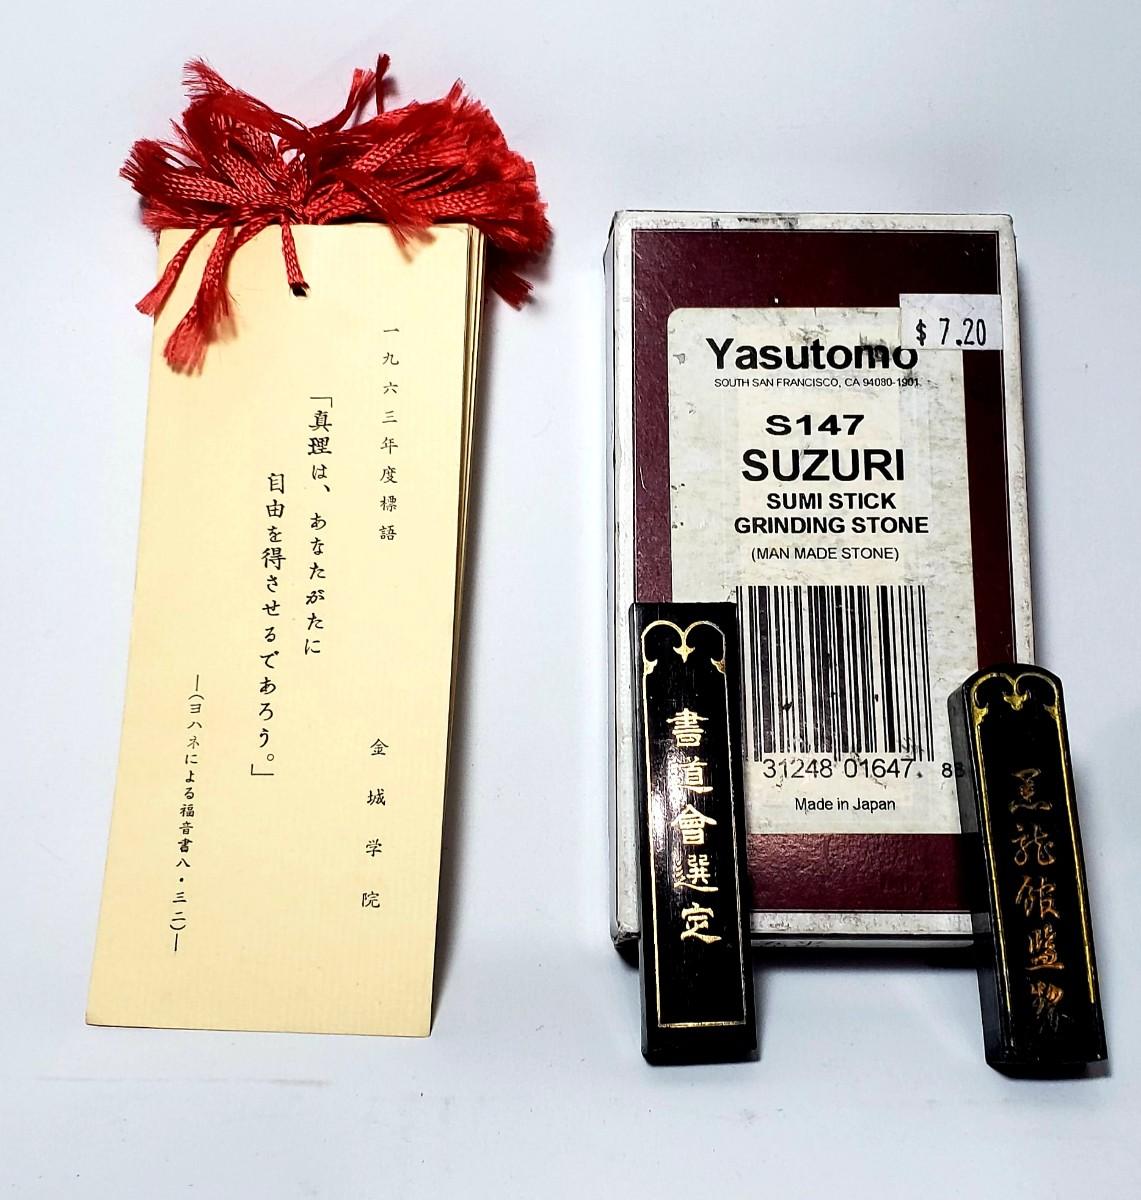 一九六三年度標語
金城学院
「真理は、あなたがたに
自由を得させるであろう。」
―(ヨハネによる福音書八・三二)―
$ 7.20
Yasutomo
SOUTH SAN FRANCISCO, CA 94080-1901
S147
SUZURI
SUMI STICK
GRINDING STONE
(MAN MADE STONE)
31248 01647 88
Made in Japan
書道會選定